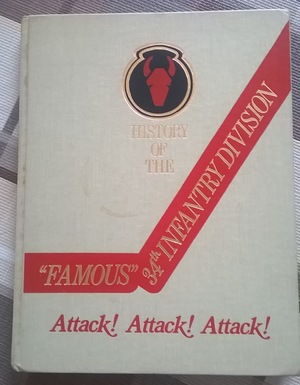 HISTORY
OF
THE
"FAMOUS" 34th INFANTRY DIVISION
Attack! Attack! Attack!